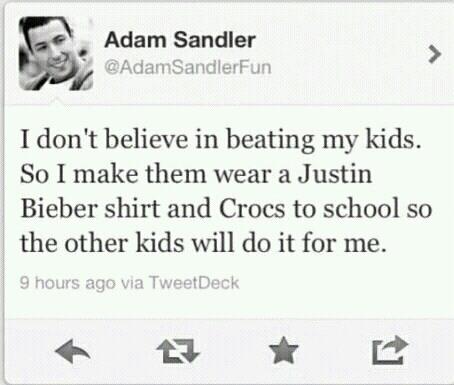 Adam Sandler
@AdamSandlerFun
I don't believe in beating my kids.
So I make them wear a Justin
Bieber shirt and Crocs to school so
the other kids will do it for me.
9 hours ago via TweetDeck